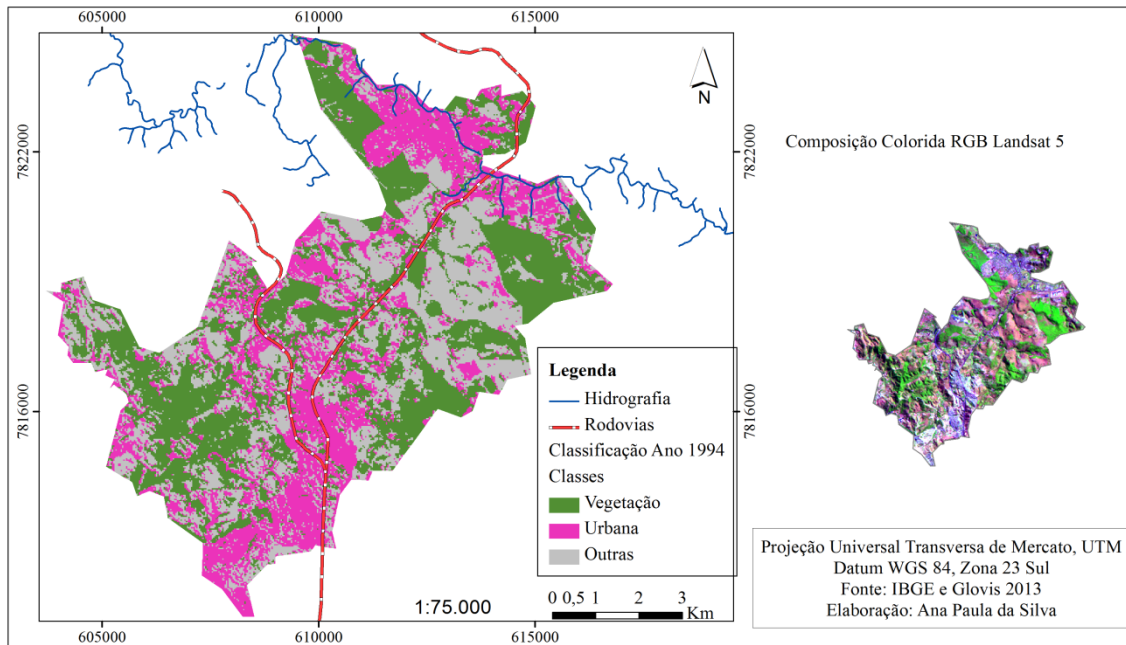 605000 610000 615000
7822000
7816000
N
Legenda
Hidrografia
Rodovias
Classificação Ano 1994
Classes
Vegetação
Urbana
Outras
0 0,5 1 2 3
Km
1:75.000
7822000
7816000
605000 610000 615000
Composição Colorida RGB Landsat 5
Projeção Universal Transversa de Mercato, UTM
Datum WGS 84, Zona 23 Sul
Fonte: IBGE e Glovis 2013
Elaboração: Ana Paula da Silva